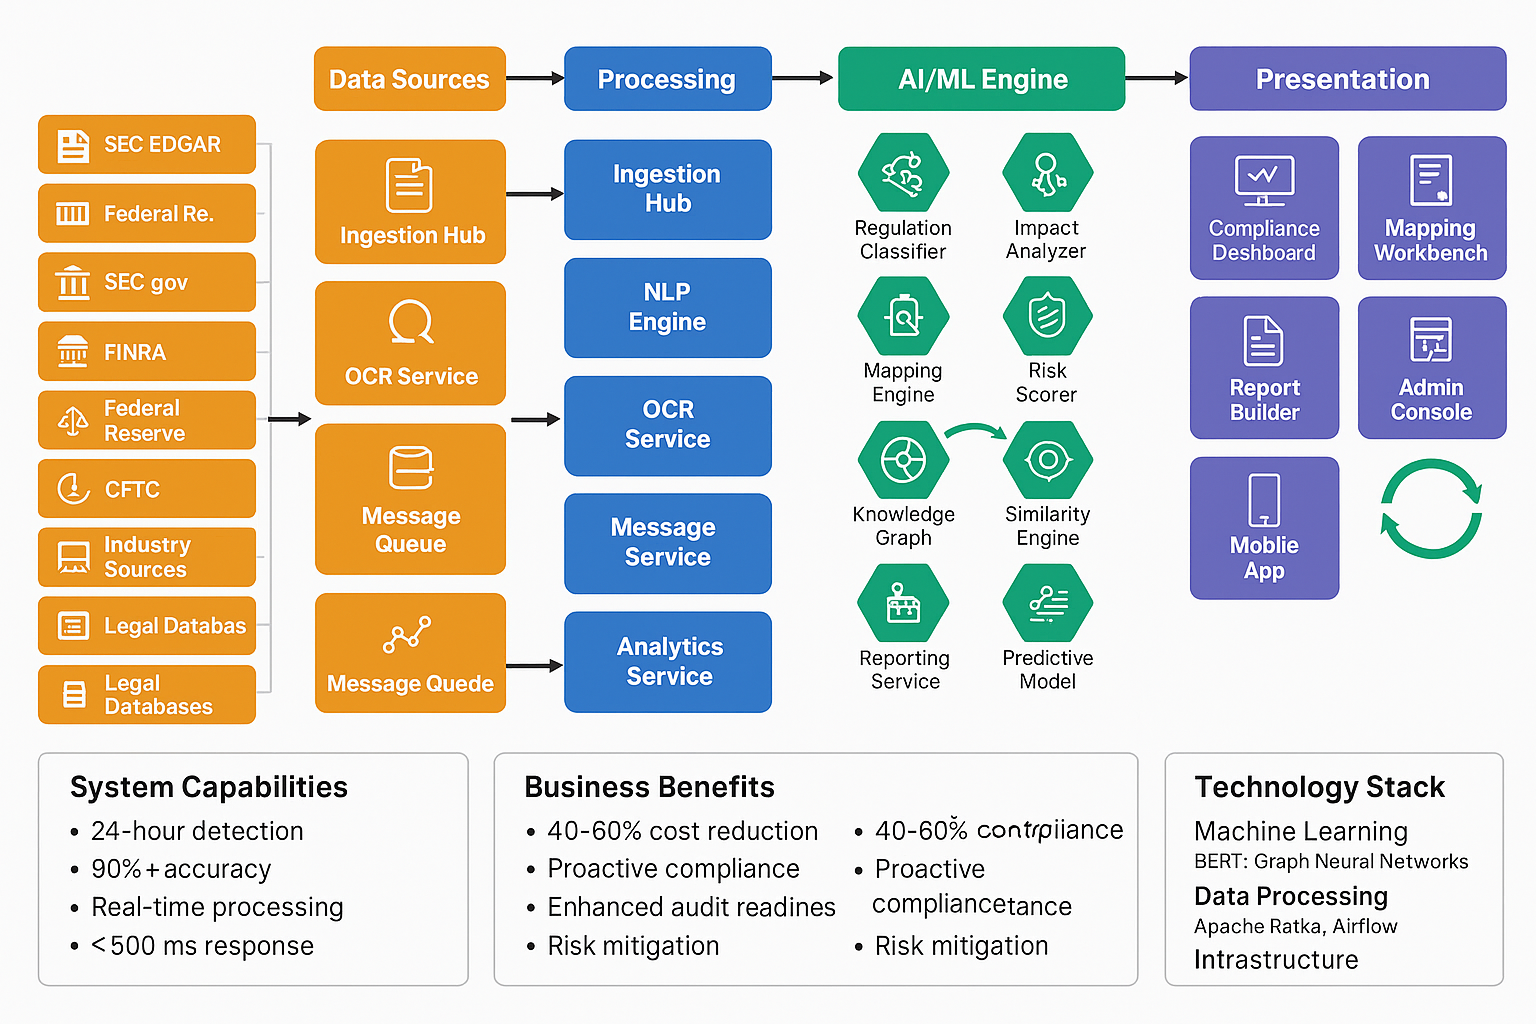 Data Sources
Processing
AI/ML Engine
Presentation
SEC EDGAR
Federal Re.
SEC gov
FINRA
Federal
Reserve
CFTC
Industry
Sources
Legal Databas
Legal
Databases
Ingestion Hub
OCR Service
Message
Queue
Message Quede
Ingestion
Hub
NLP
Engine
OCR
Service
Message
Service
Analytics
Service
Regulation
Classifier
Impact
Analyzer
Mapping
Engine
Risk
Scorer
Knowledge
Graph
Similarity
Engine
Reporting
Service
Predictive
Model
Compliance
Deshboard
Mapping
Workbench
Report
Builder
Admin
Console
Moblie
App
System Capabilities
• 24-hour detection
• 90%+accuracy
• Real-time processing
• <500 ms response
Business Benefits
• 40-60% cost reduction
• Proactive compliance
• Enhanced audit readines
• Risk mitigation
• 40-60%
• Proactive
compliancetance
• Risk mitigation
Technology Stack
Machine Learning
BERT: Graph Neural Networks
Data Processing
Apache Ratka, Airflow
Intrastructure